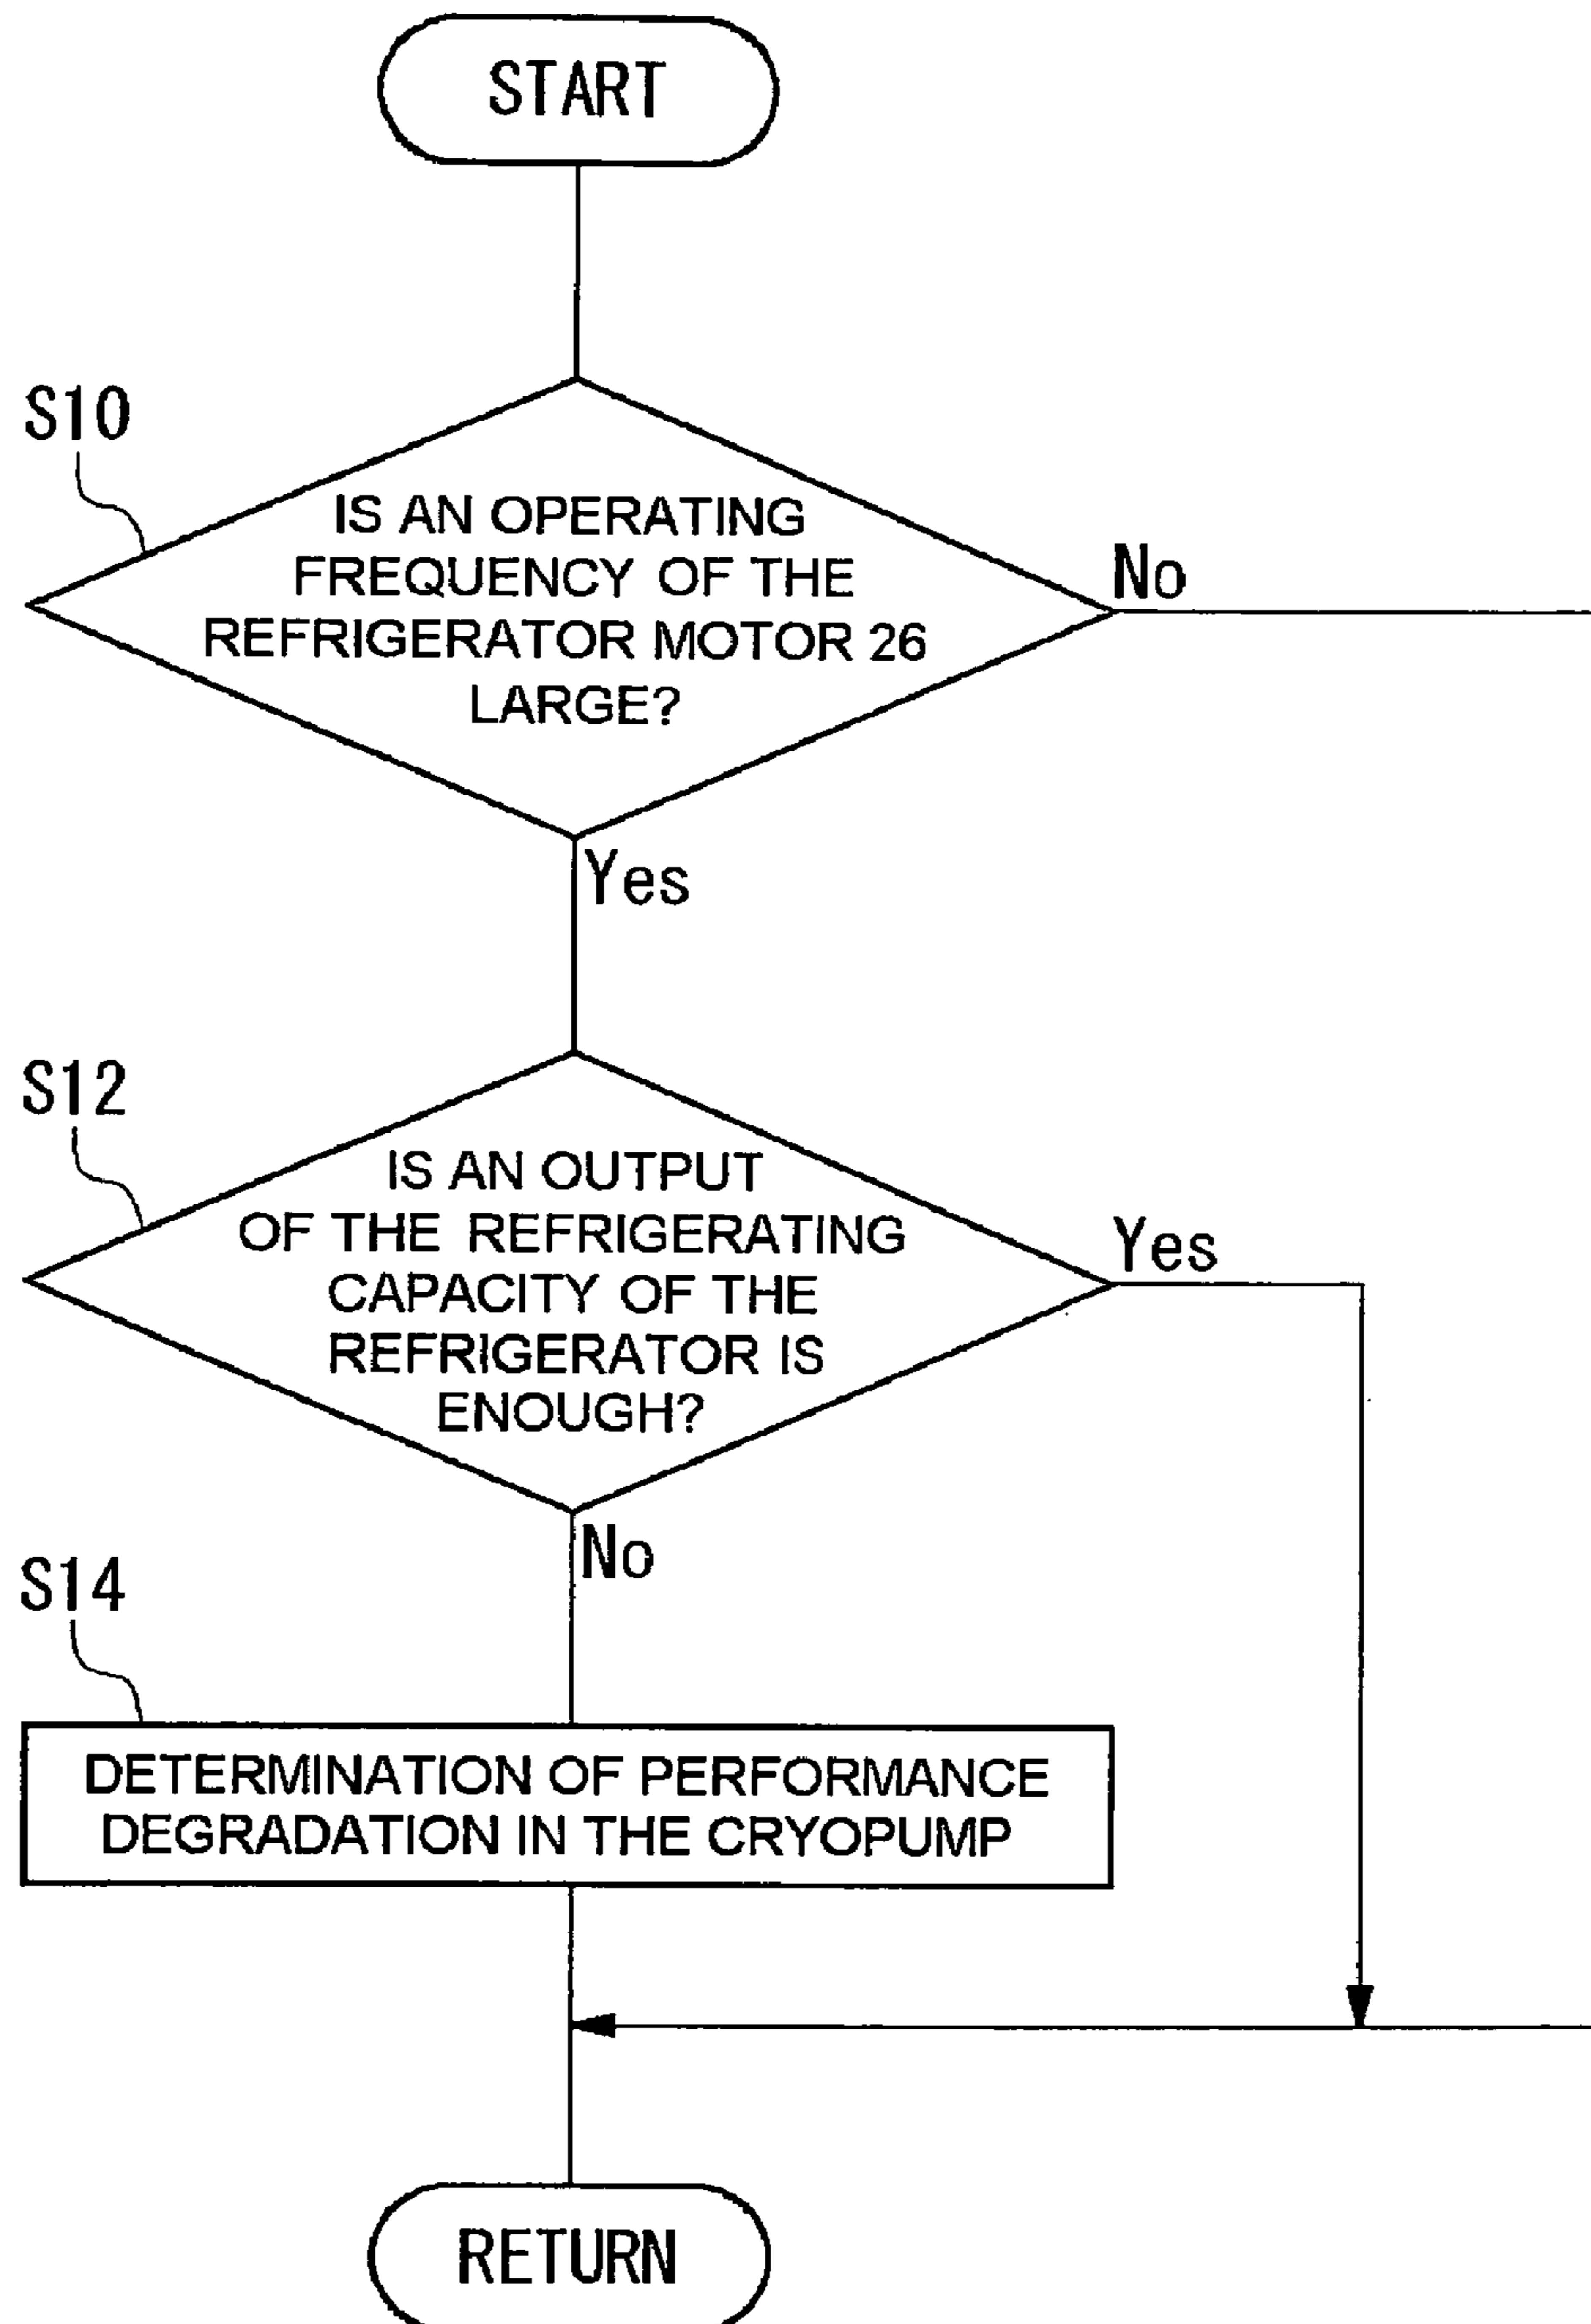 START
S10
IS AN OPERATING
FREQUENCY OF THE
REFRIGERATOR MOTOR 26
LARGE?
No
Yes
S12
IS AN OUTPUT
OF THE REFRIGERATING
CAPACITY OF THE
REFRIGERATOR IS
ENOUGH?
Yes
No
S14
DETERMINATION OF PERFORMANCE
DEGRADATION IN THE CRYOPUMP
RETURN